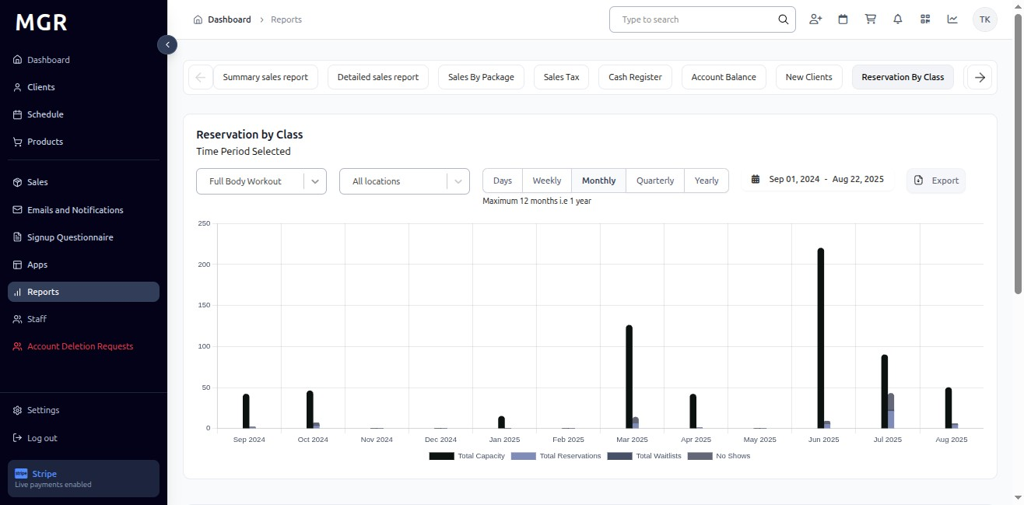 MGR
Dashboard
Clients
Schedule
Products
Sales
Emails and Notifications
Signup Questionnaire
Apps
Reports
Staff
Account Deletion Requests
Settings
Log out
stripe Stripe
Live payments enabled
Dashboard > Reports
Type to search
TK
Summary sales report
Detailed sales report
Sales By Package
Sales Tax
Cash Register
Account Balance
New Clients
Reservation By Class
Reservation by Class
Time Period Selected
Full Body Workout
All locations
Days
Weekly
Monthly
Quarterly
Yearly
Maximum 12 months i.e 1 year
Sep 01, 2024 - Aug 22, 2025
Export
250
200
150
100
50
0
Sep 2024
Oct 2024
Nov 2024
Dec 2024
Jan 2025
Feb 2025
Mar 2025
Apr 2025
May 2025
Jun 2025
Jul 2025
Aug 2025
Total Capacity
Total Reservations
Total Waitlists
No Shows